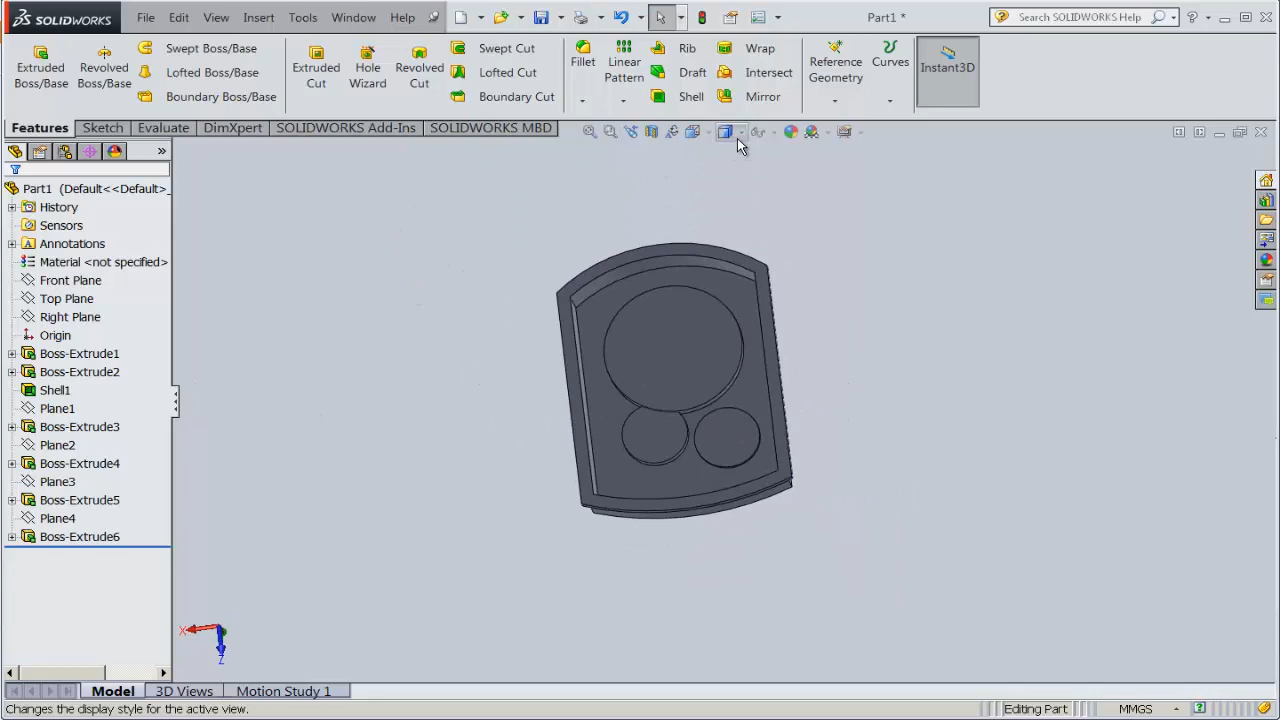 SOLIDWORKS File Edit View Insert Tools Window Help Part1 * Search SOLIDWORKS Help
Extruded Boss/Base
Revolved Boss/Base
Swept Boss/Base
Lofted Boss/Base
Boundary Boss/Base
Extruded Cut
Hole Wizard
Revolved Cut
Swept Cut
Lofted Cut
Boundary Cut
Fillet
Linear Pattern
Rib
Draft
Shell
Wrap
Intersect
Mirror
Reference Geometry
Curves
Instant3D
Features Sketch Evaluate DimXpert SOLIDWORKS Add-Ins SOLIDWORKS MBD
Part1 (Default<<Default>_
History
Sensors
Annotations
Material <not specified>
Front Plane
Top Plane
Right Plane
Origin
Boss-Extrude1
Boss-Extrude2
Shell1
Plane1
Boss-Extrude3
Plane2
Boss-Extrude4
Plane3
Boss-Extrude5
Plane4
Boss-Extrude6
X
Z
Model 3D Views Motion Study 1
Changes the display style for the active view. Editing Part MMGS